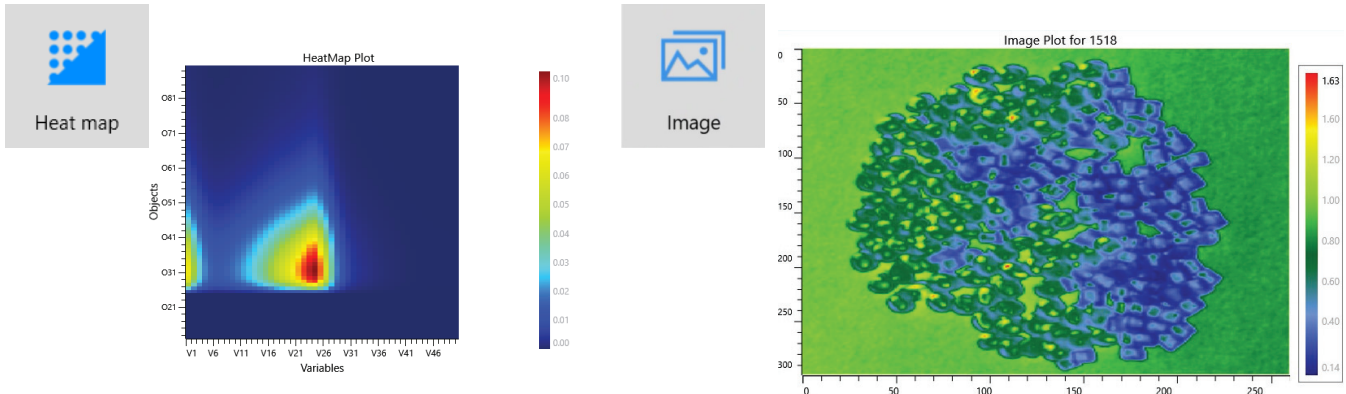 Heat map
HeatMap Plot
Objects
O81
O71
O61
O51
O41
O31
O21
V1 V6 V11 V16 V21 V26 V31 V36 V41 V46
Variables
0.10
0.08
0.07
0.06
0.05
0.04
0.03
0.02
0.01
0.00
Image
Image Plot for 1518
0
50
100
150
200
250
300
0 50 100 150 200 250
1.63
1.60
1.20
1.00
0.80
0.60
0.40
0.14